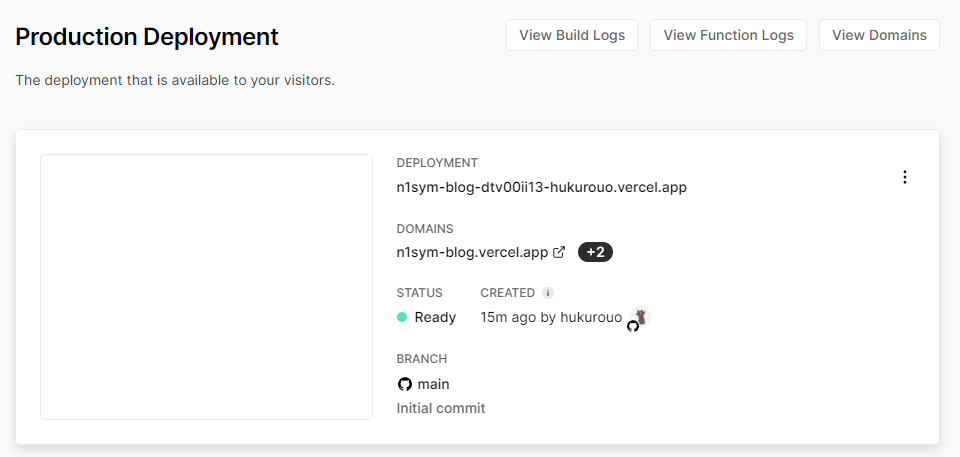 Production Deployment
View Build Logs
View Function Logs
View Domains
The deployment that is available to your visitors.
DEPLOYMENT
n1sym-blog-dtv00ii13-hukurouo.vercel.app
DOMAINS
n1sym-blog.vercel.app +2
STATUS CREATED i
Ready 15m ago by hukurouo
BRANCH
main
Initial commit